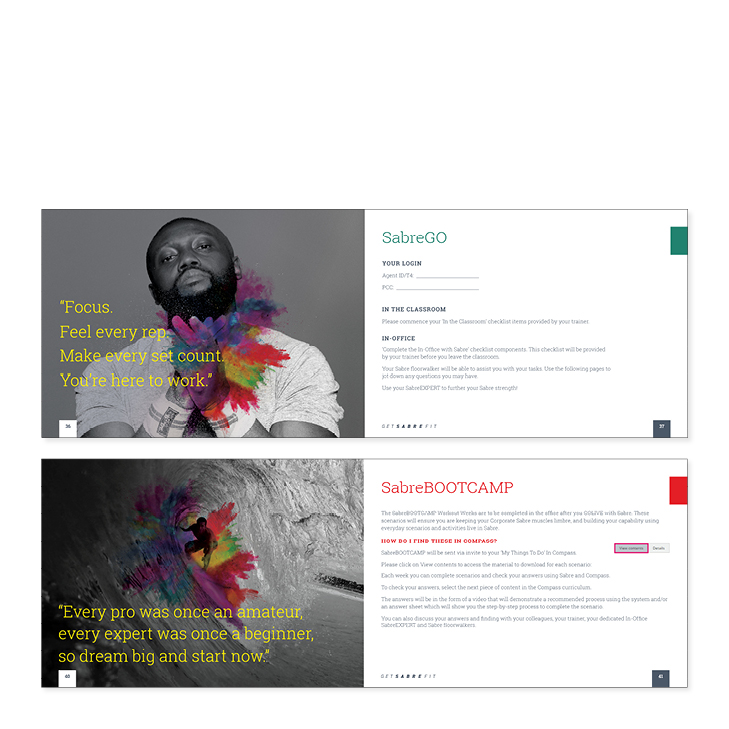 “Focus.
Feel every rep.
Make every set count.
You’re here to work.”
36
SabreGO
YOUR LOGIN
Agent ID/T4:
PCC:
IN THE CLASSROOM
Please commence your ‘In the Classroom’ checklist items provided by your trainer.
IN-OFFICE
‘Complete the In-Office with Sabre’ checklist components. This checklist will be provided
by your trainer before you leave the classroom.
Your Sabre floorwalker will be able to assist you with your tasks. Use the following pages to
jot down any questions you may have.
Use your SabreEXPERT to further your Sabre strength!
GETSABREFIT
37
“Every pro was once an amateur,
every expert was once a beginner,
so dream big and start now.”
40
SabreBOOTCAMP
The SabreBOOTCAMP Workout Works are to be completed in the office after you GOLIVE with Sabre. These
scenarios will ensure you are keeping your Corporate Sabre muscles limbre, and building your capability using
everyday scenarios and activities live in Sabre.
HOW DO I FIND THESE IN COMPASS?
SabreBOOTCAMP will be sent via invite to your ‘My Things To Do’ In Compass.
View contents
Details
Please click on View contents to access the material to download for each scenario:
Each week you can complete scenarios and check your answers using Sabre and Compass.
To check your answers, select the next piece of content in the Compass curriculum.
The answers will be in the form of a video that will demonstrate a recommended process using the system and/or
an answer sheet which will show you the step-by-step process to complete the scenario.
You can also discuss your answers and finding with your colleagues, your trainer, your dedicated In-Office
SabreEXPERT and Sabre floorwalkers.
GETSABREFIT
41